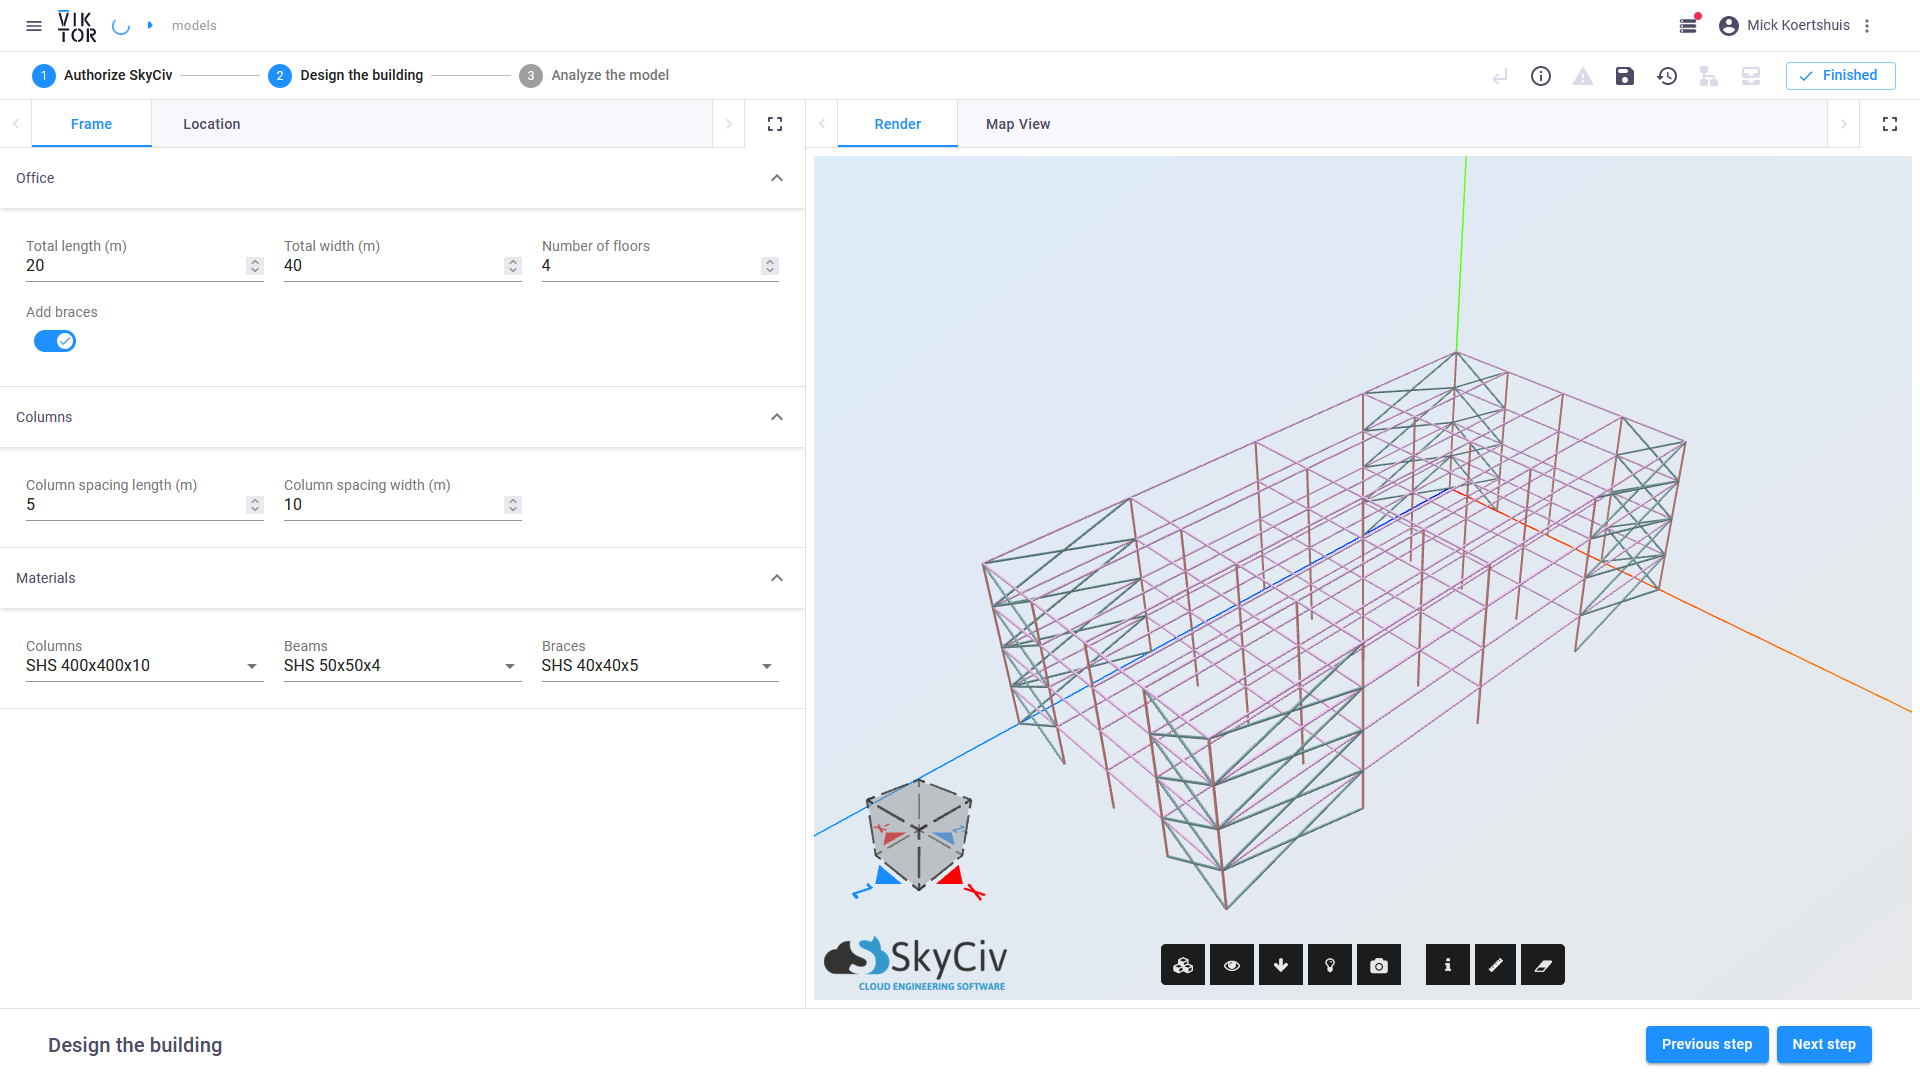 VIK
TOR
models
Mick Koertshuis
1 Authorize SkyCiv
2 Design the building
3 Analyze the model
Finished
Frame
Location
Render
Map View
Office
Total length (m)
Total width (m)
Number of floors
20
40
4
Add braces
Columns
Column spacing length (m)
Column spacing width (m)
5
10
Materials
Columns
Beams
Braces
SHS 400x400x10
SHS 50x50x4
SHS 40x40x5
X
Z
Z
X
SkyCiv
CLOUD ENGINEERING SOFTWARE
Design the building
Previous step
Next step